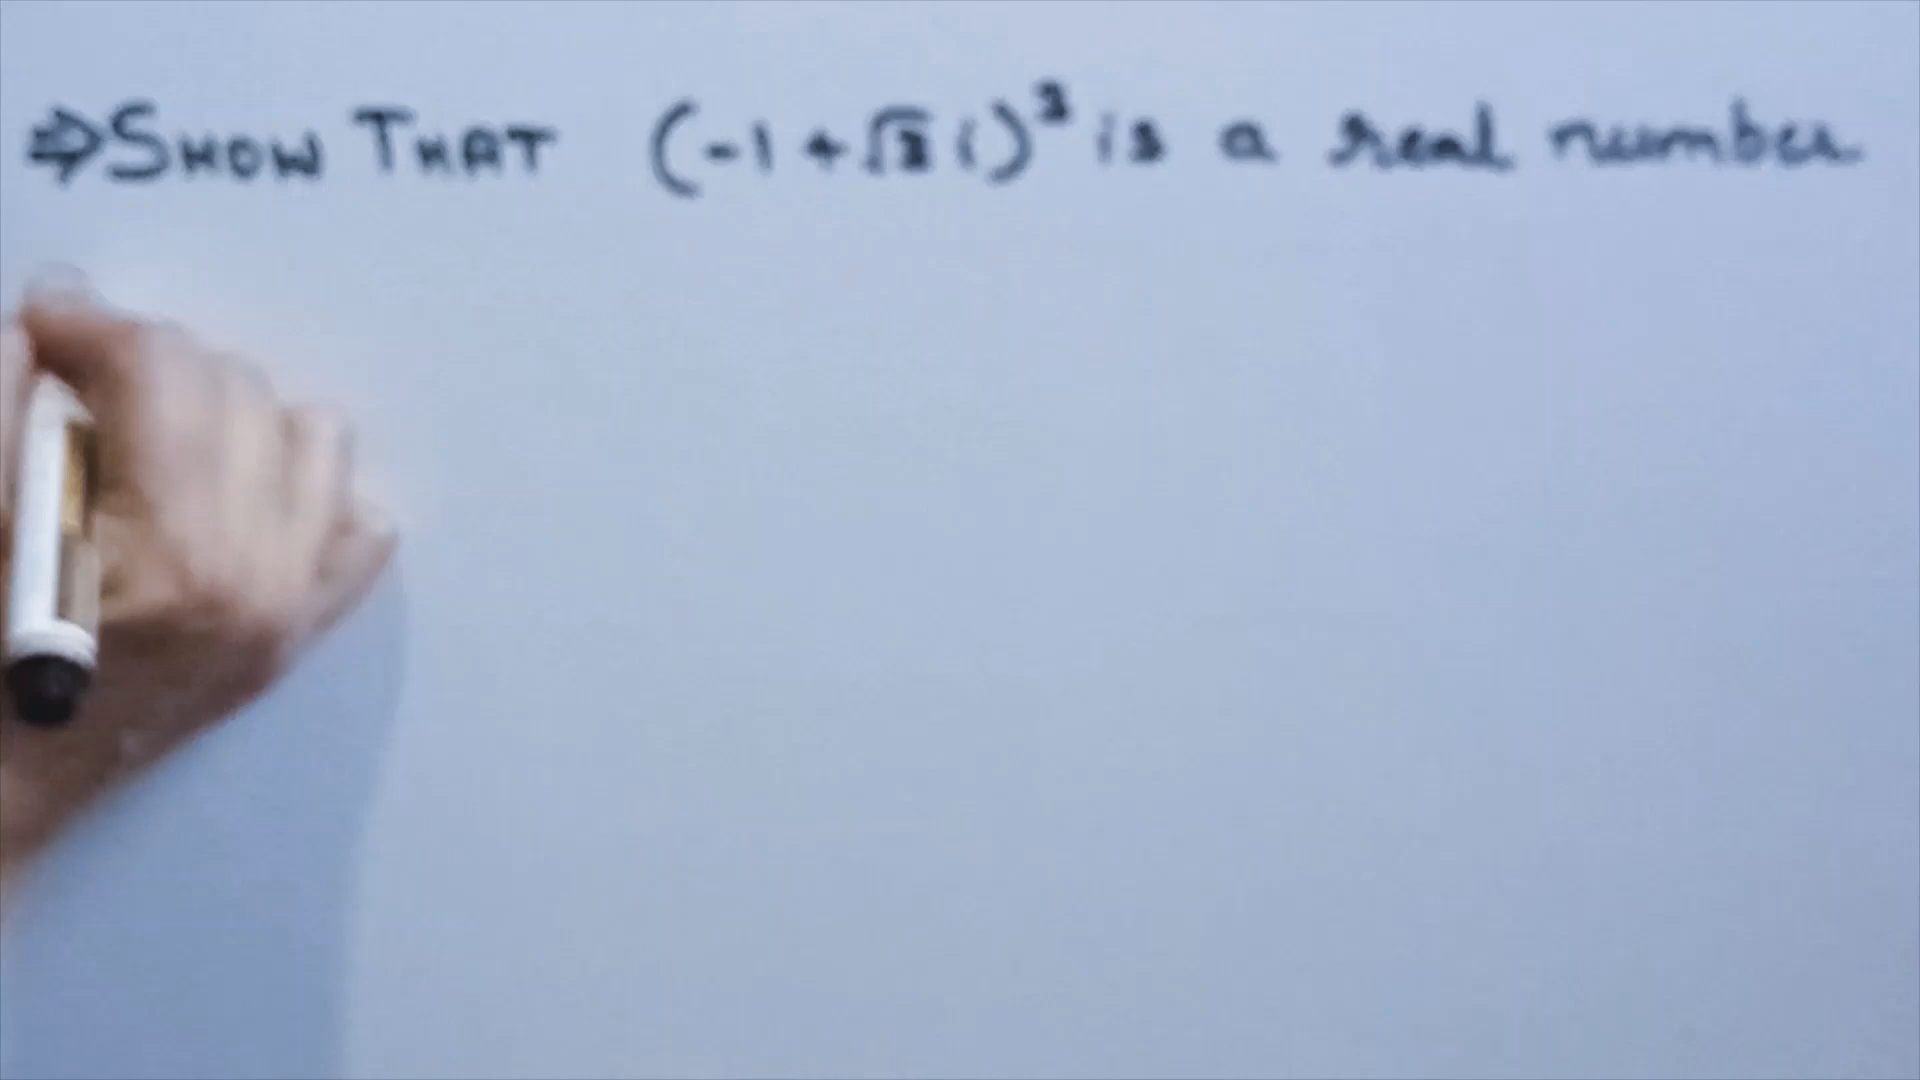 ⇒SHOW THAT (-1+√3 i)³ is a real number